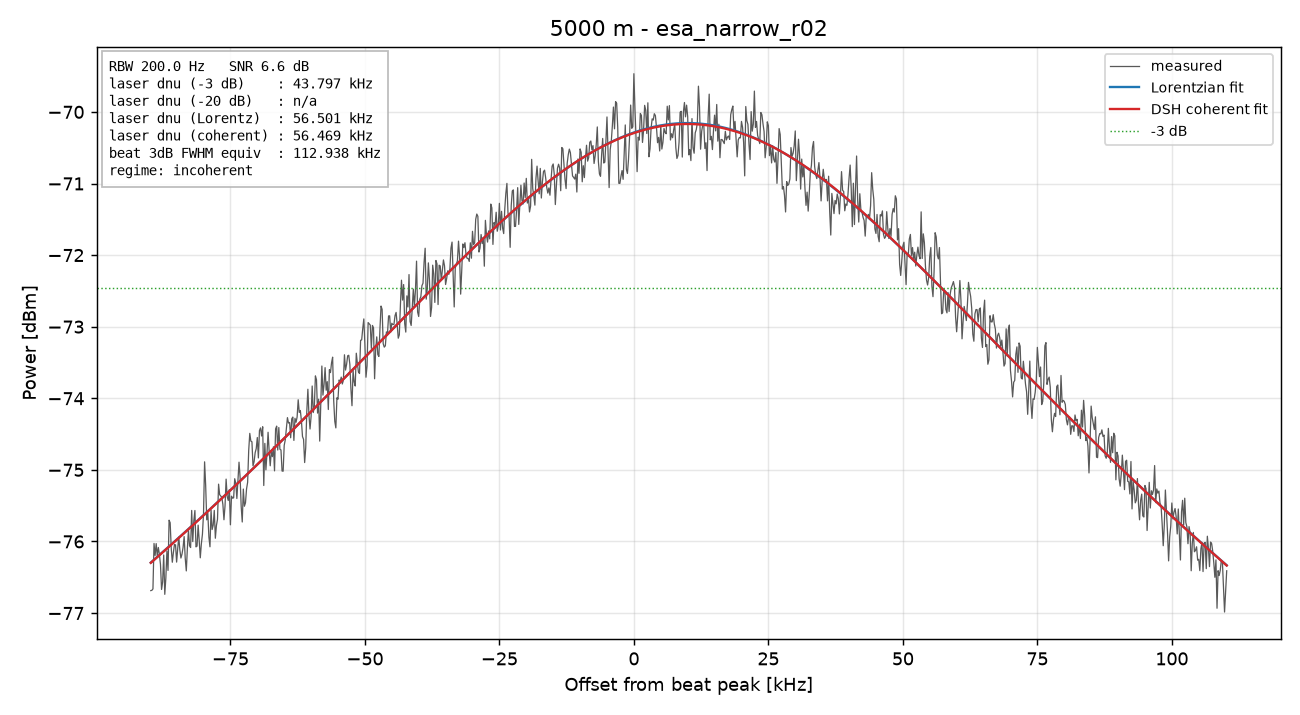 5000 m - esa_narrow_r02
RBW 200.0 Hz   SNR 6.6 dB
laser dnu (-3 dB)    : 43.797 kHz
laser dnu (-20 dB)   : n/a
laser dnu (Lorentz)  : 56.501 kHz
laser dnu (coherent) : 56.469 kHz
beat 3dB FWHM equiv  : 112.938 kHz
regime: incoherent
measured
Lorentzian fit
DSH coherent fit
-3 dB
Power [dBm]
−70
−71
−72
−73
−74
−75
−76
−77
−75 −50 −25 0 25 50 75 100
Offset from beat peak [kHz]